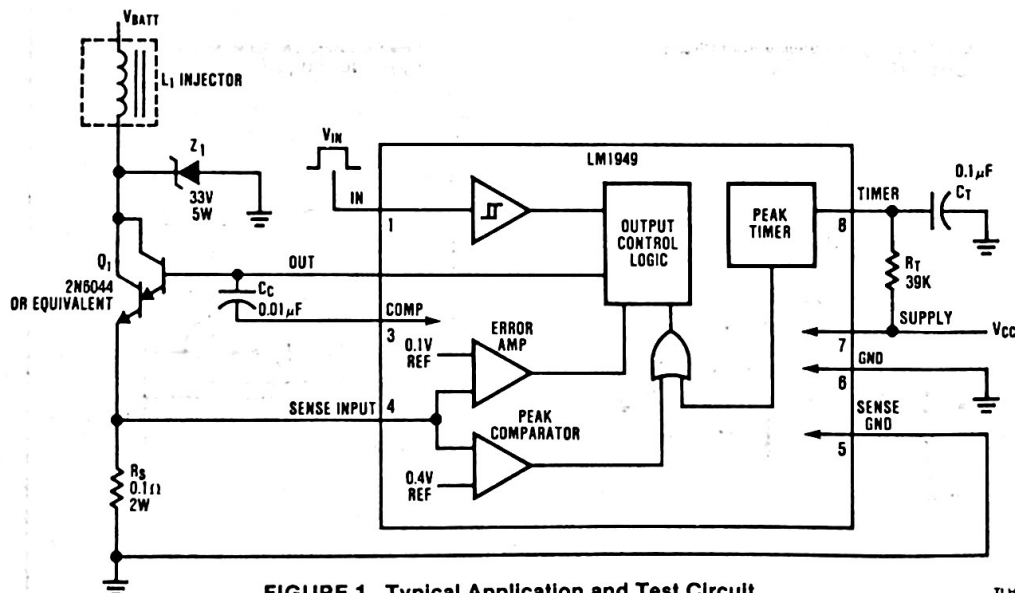 VBATT
L1 INJECTOR
Z1
33V
5W
VIN
LM1949
IN
1
OUTPUT
CONTROL
LOGIC
PEAK
TIMER
TIMER
8
0.1µF
CT
RT
39K
OUT
Q1
2N6044
OR EQUIVALENT
CC
0.01µF
COMP
3
0.1V
REF
ERROR
AMP
SUPPLY
7
VCC
GND
6
SENSE INPUT
4
PEAK
COMPARATOR
SENSE
GND
5
0.4V
REF
RS
0.1Ω
2W
FIGURE 1. Typical Application and Test Circuit